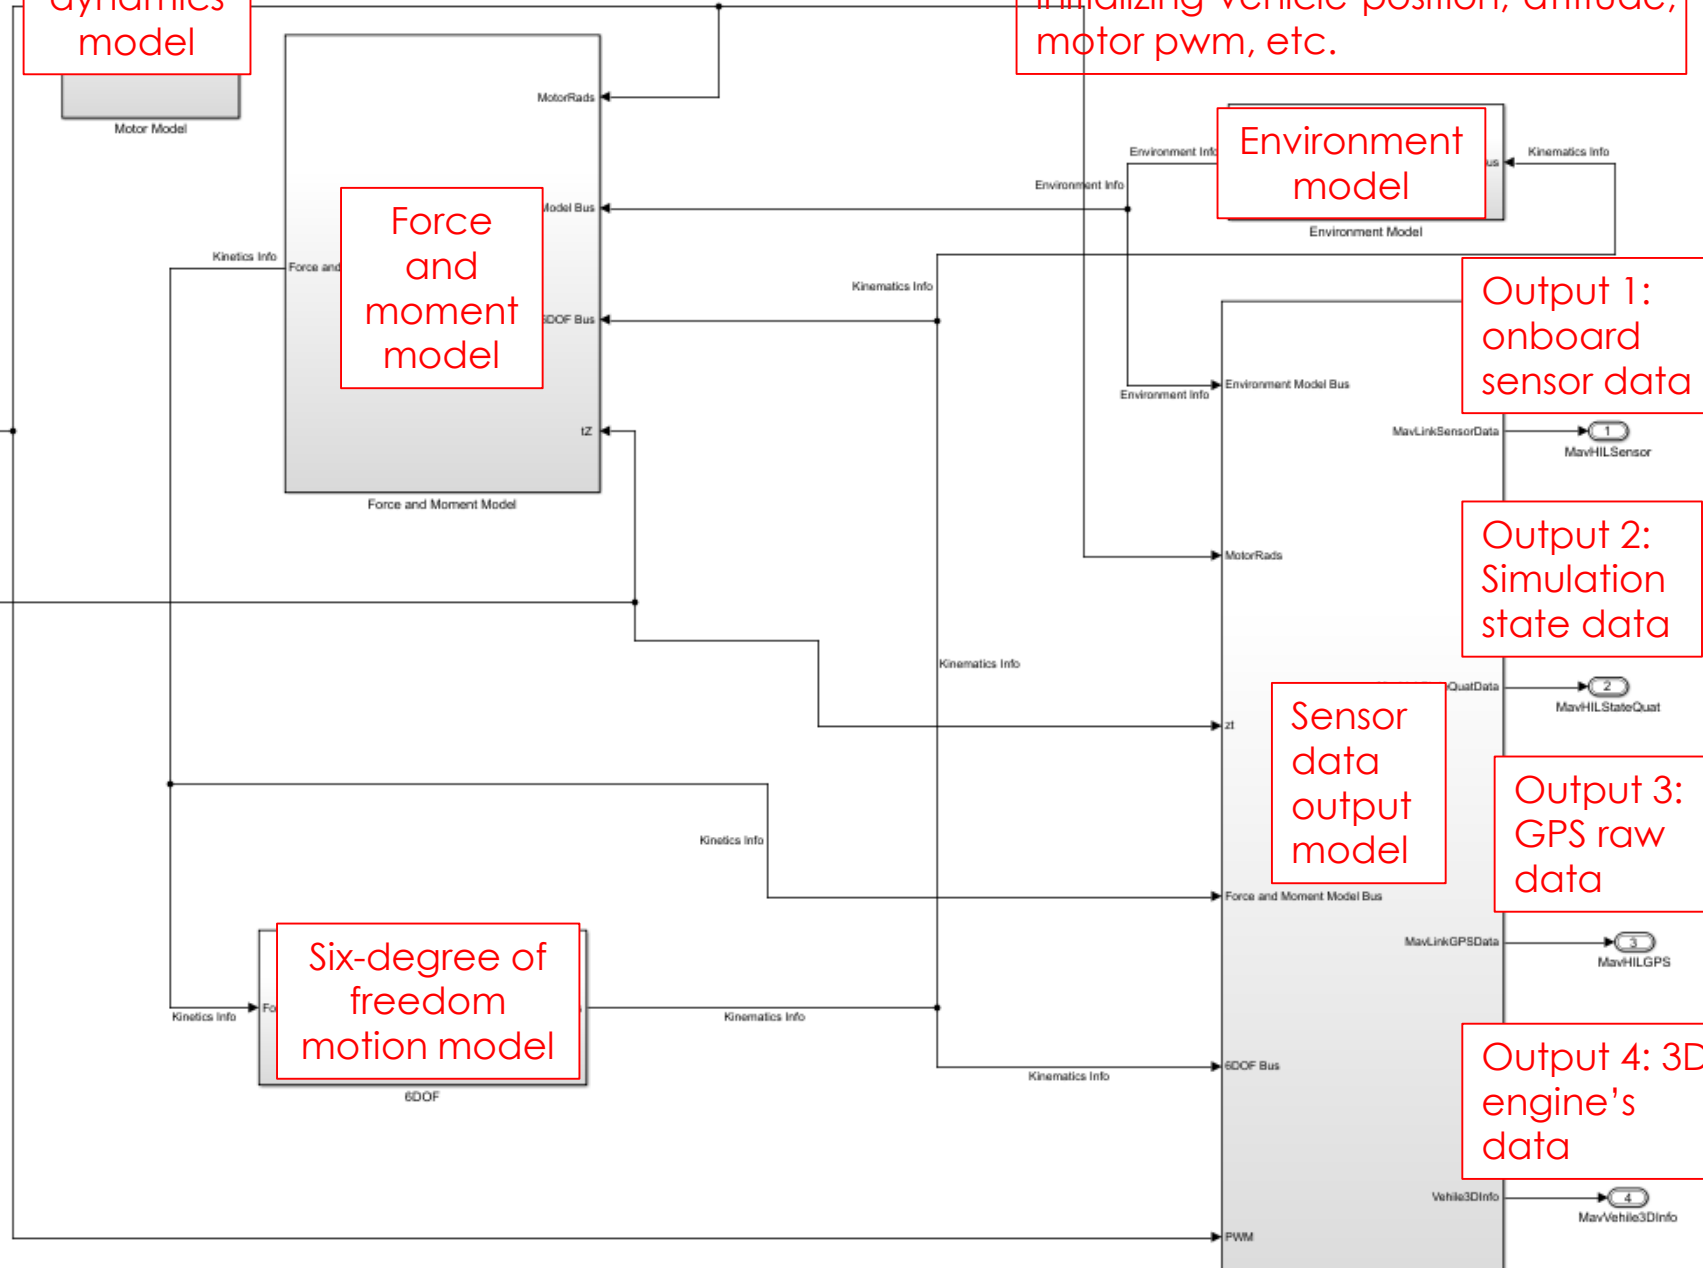 dynamics
model
initializing vehicle position, attitude,
motor pwm, etc.
Motor Model
MotorRads
Model Bus
6DOF Bus
tZ
Force and
Force
and
moment
model
Force and Moment Model
Kinetics Info
Environment Info
Environment Info
Environment
model
us
Kinematics Info
Environment Model
Kinematics Info
Environment Info
Environment Model Bus
Output 1:
onboard
sensor data
MavLinkSensorData
1
MavHILSensor
MotorRads
Output 2:
Simulation
state data
Kinematics Info
QuatData
2
MavHILStateQuat
zt
Sensor
data
output
model
Output 3:
GPS raw
data
Kinetics Info
Force and Moment Model Bus
MavLinkGPSData
3
MavHILGPS
Kinetics Info
Fo
Six-degree of
freedom
motion model
6DOF
Kinematics Info
Kinematics Info
6DOF Bus
Output 4: 3D
engine’s
data
Vehile3DInfo
4
MavVehile3DInfo
PWM